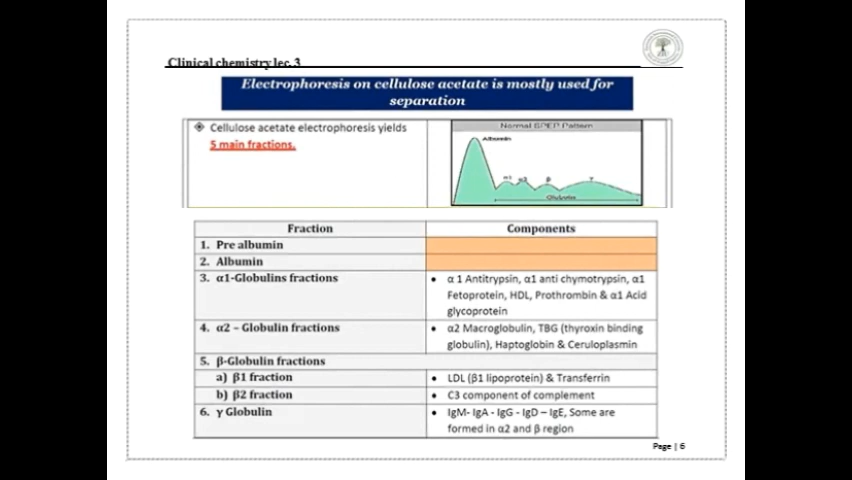 Clinical chemistry lec. 3
Electrophoresis on cellulose acetate is mostly used for
separation
Cellulose acetate electrophoresis yields
5 main fractions.
Normal SPEP Pattern
Albumin
α1
α2
β
γ
Globulin
Fraction
Components
1. Pre albumin
2. Albumin
3. α1-Globulins fractions
• α 1 Antitrypsin, α1 anti chymotrypsin, α1
Fetoprotein, HDL, Prothrombin & α1 Acid
glycoprotein
4. α2 – Globulin fractions
• α2 Macroglobulin, TBG (thyroxin binding
globulin), Haptoglobin & Ceruloplasmin
5. β-Globulin fractions
a) β1 fraction
• LDL (β1 lipoprotein) & Transferrin
b) β2 fraction
• C3 component of complement
6. γ Globulin
• IgM- IgA - IgG - IgD – IgE, Some are
formed in α2 and β region
Page | 6